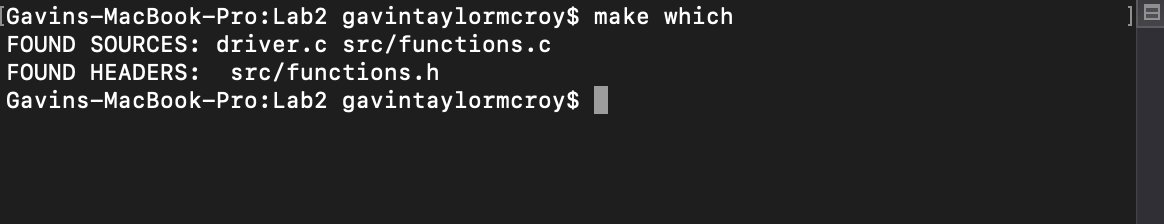 [Gavins-MacBook-Pro:Lab2 gavintaylormcroy$ make which ]
FOUND SOURCES: driver.c src/functions.c
FOUND HEADERS:  src/functions.h
Gavins-MacBook-Pro:Lab2 gavintaylormcroy$